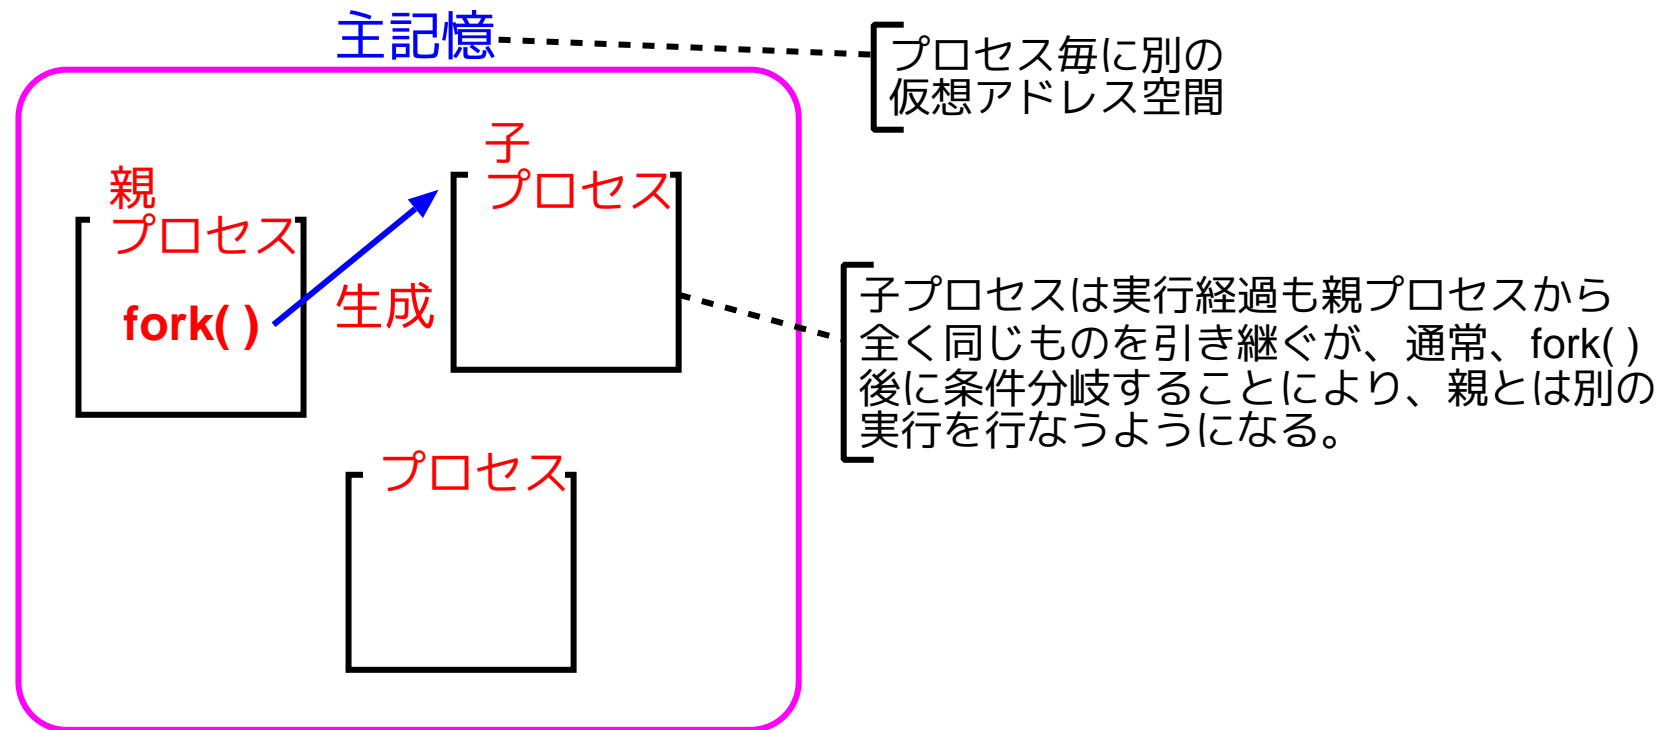 主記憶
プロセス毎に別の
仮想アドレス空間
親
プロセス
fork( )
生成
子
プロセス
子プロセスは実行経過も親プロセスから
全く同じものを引き継ぐが、通常、fork( )
後に条件分岐することにより、親とは別の
実行を行なうようになる。
プロセス